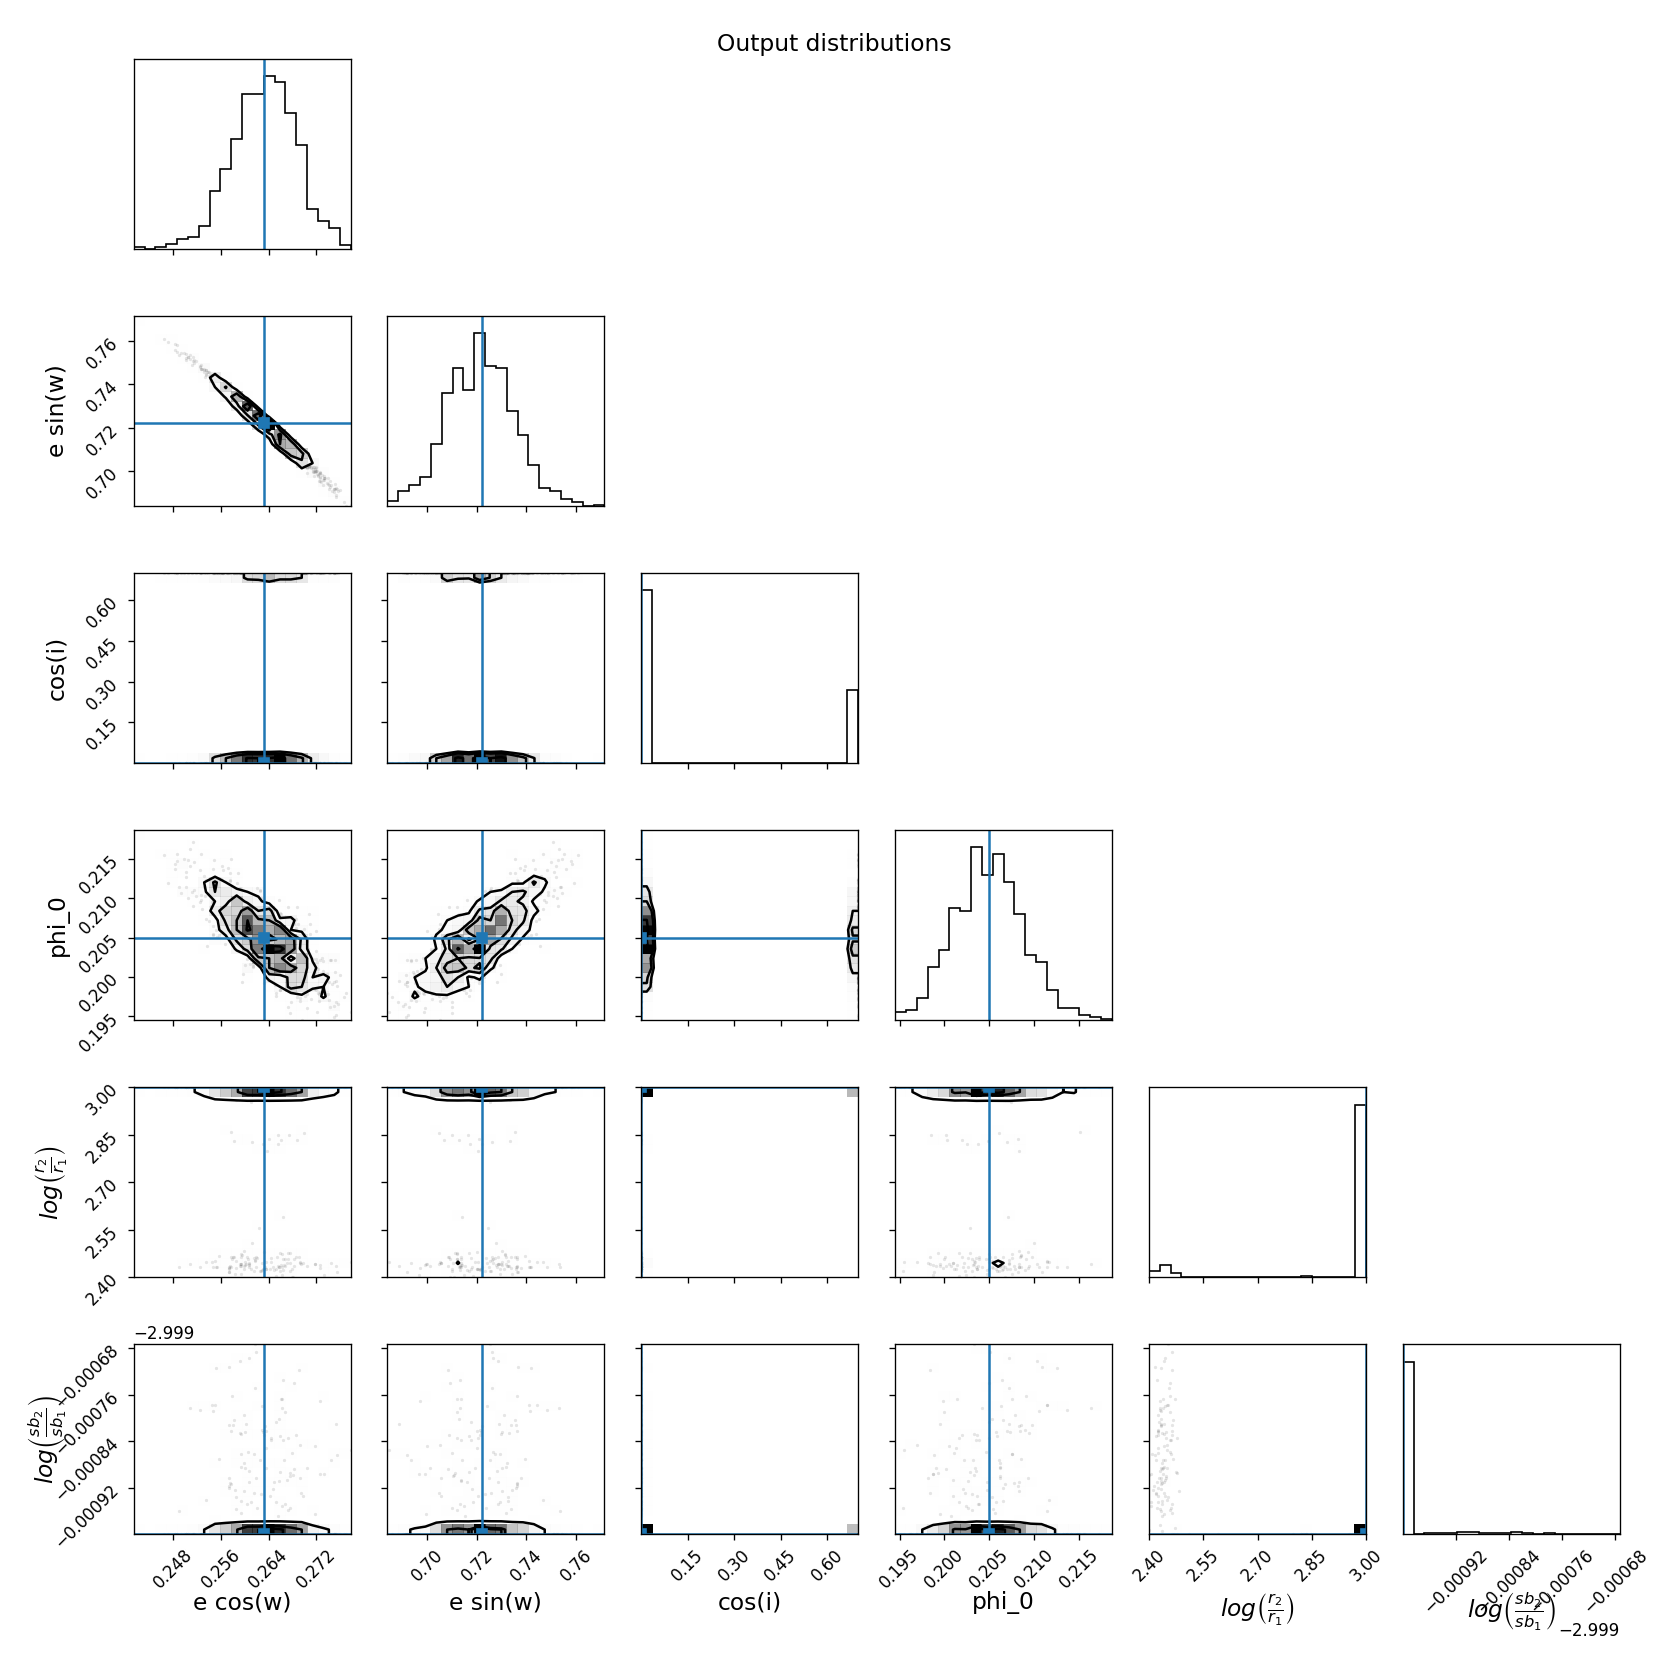 Output distributions
e sin(w)
0.76
0.74
0.72
0.70
cos(i)
0.60
0.45
0.30
0.15
phi_0
0.215
0.210
0.205
0.200
0.195
log(r2/r1)
3.00
2.85
2.70
2.55
2.40
−2.999
log(sb2/sb1)
−0.00068
−0.00076
−0.00084
−0.00092
0.248 0.256 0.264 0.272
0.70 0.72 0.74 0.76
0.15 0.30 0.45 0.60
0.195 0.200 0.205 0.210 0.215
2.40 2.55 2.70 2.85 3.00
−0.00092 −0.00084 −0.00076 −0.00068
e cos(w)
e sin(w)
cos(i)
phi_0
log(r2/r1)
log(sb2/sb1)
−2.999